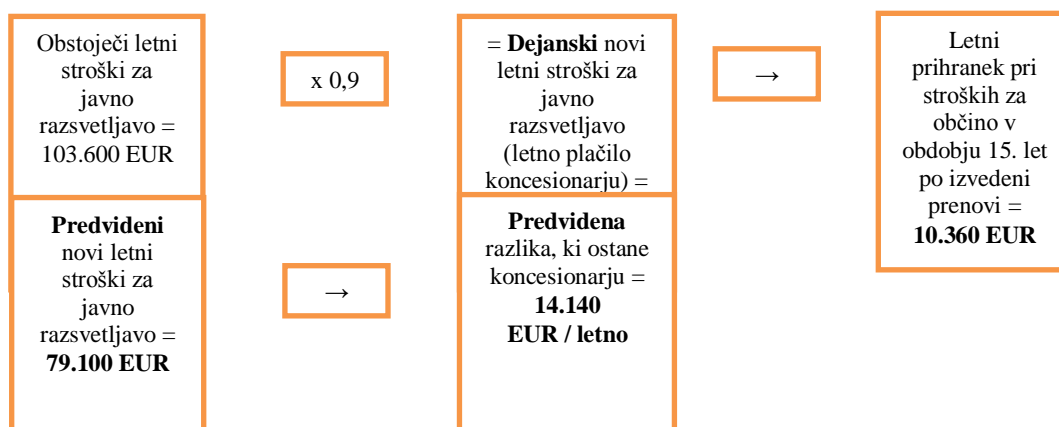 Obstoječi letni
stroški za
javno
razsvetljavo =
103.600 EUR
x 0,9
= Dejanski novi
letni stroški za
javno
razsvetljavo
(letno plačilo
koncesionarju) =
→
Letni
prihranek pri
stroških za
občino v
obdobju 15. let
po izvedeni
prenovi =
10.360 EUR
Predvideni
novi letni
stroški za
javno
razsvetljavo =
79.100 EUR
→
Predvidena
razlika, ki ostane
koncesionarju =
14.140
EUR / letno